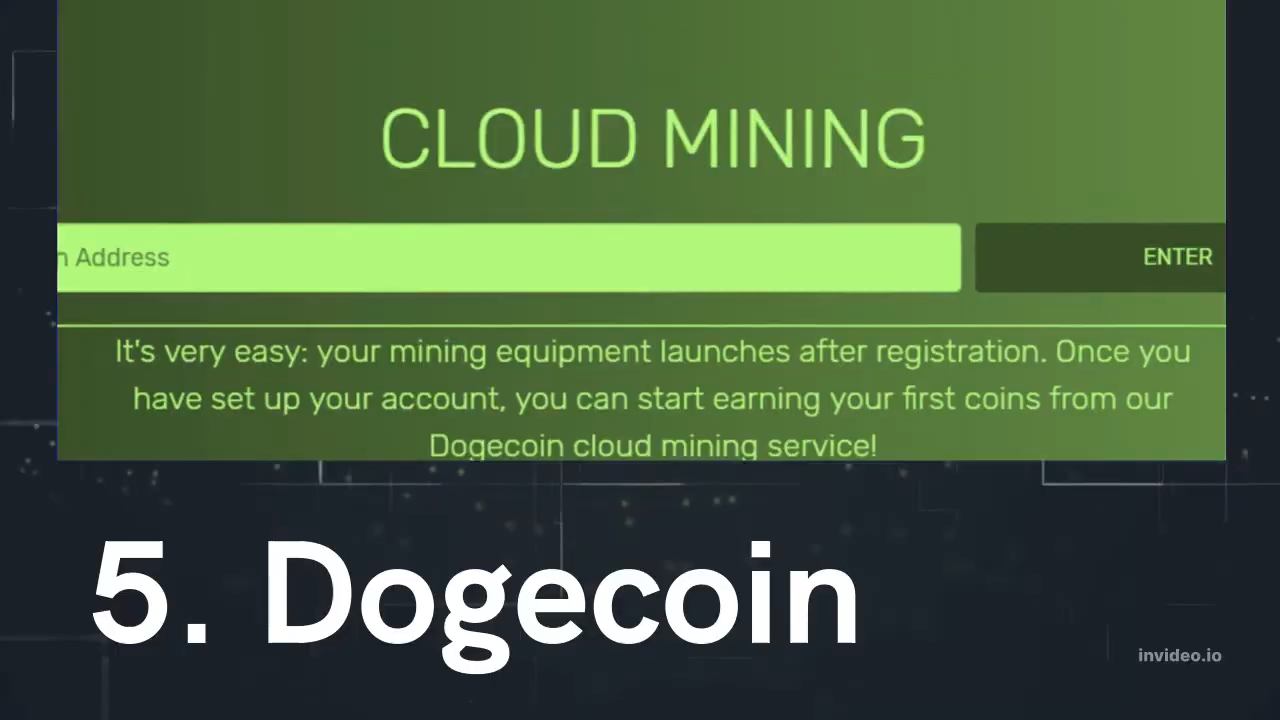 CLOUD MINING
n Address
ENTER
It's very easy: your mining equipment launches after registration. Once you
have set up your account, you can start earning your first coins from our
Dogecoin cloud mining service!
5. Dogecoin
invideo.io